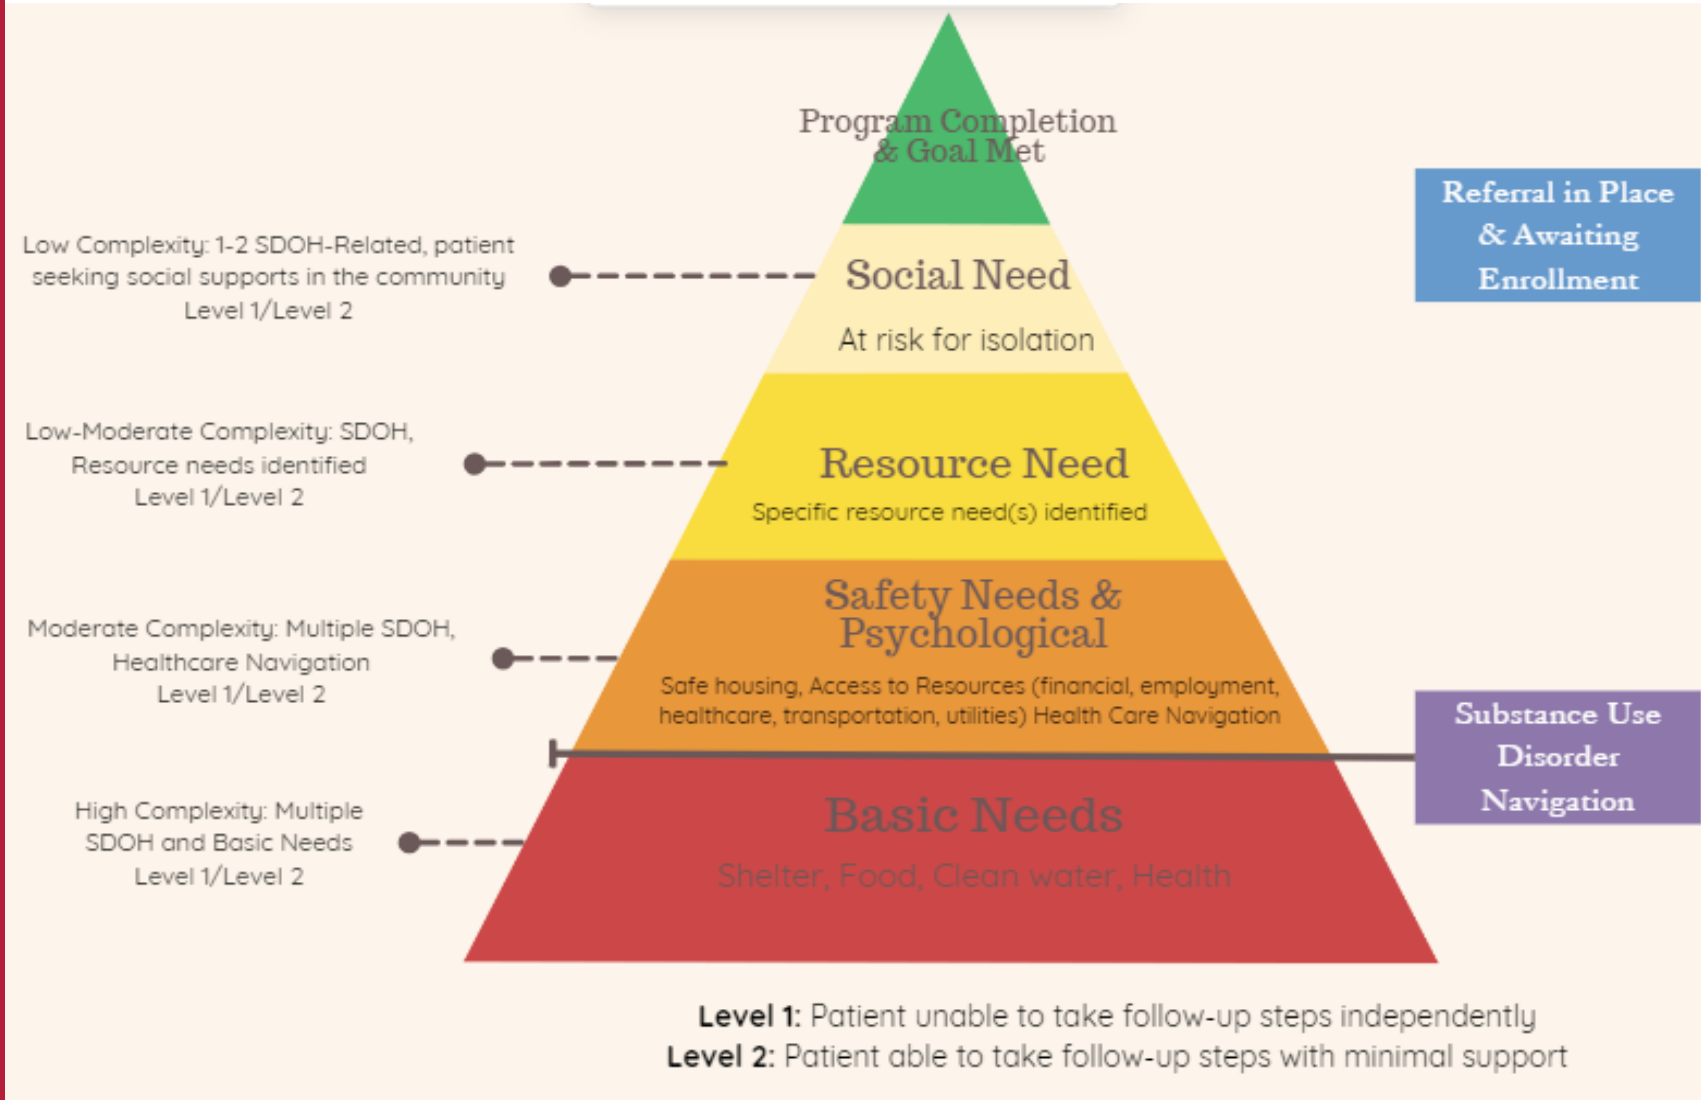 Program Completion
& Goal Met
Referral in Place
& Awaiting
Enrollment
Low Complexity: 1-2 SDOH-Related, patient
seeking social supports in the community
Level 1/Level 2
Social Need
At risk for isolation
Low-Moderate Complexity: SDOH,
Resource needs identified
Level 1/Level 2
Resource Need
Specific resource need(s) identified
Moderate Complexity: Multiple SDOH,
Healthcare Navigation
Level 1/Level 2
Safety Needs &
Psychological
Safe housing, Access to Resources (financial, employment,
healthcare, transportation, utilities) Health Care Navigation
Substance Use
Disorder
Navigation
High Complexity: Multiple
SDOH and Basic Needs
Level 1/Level 2
Basic Needs
Shelter, Food, Clean water, Health
Level 1: Patient unable to take follow-up steps independently
Level 2: Patient able to take follow-up steps with minimal support